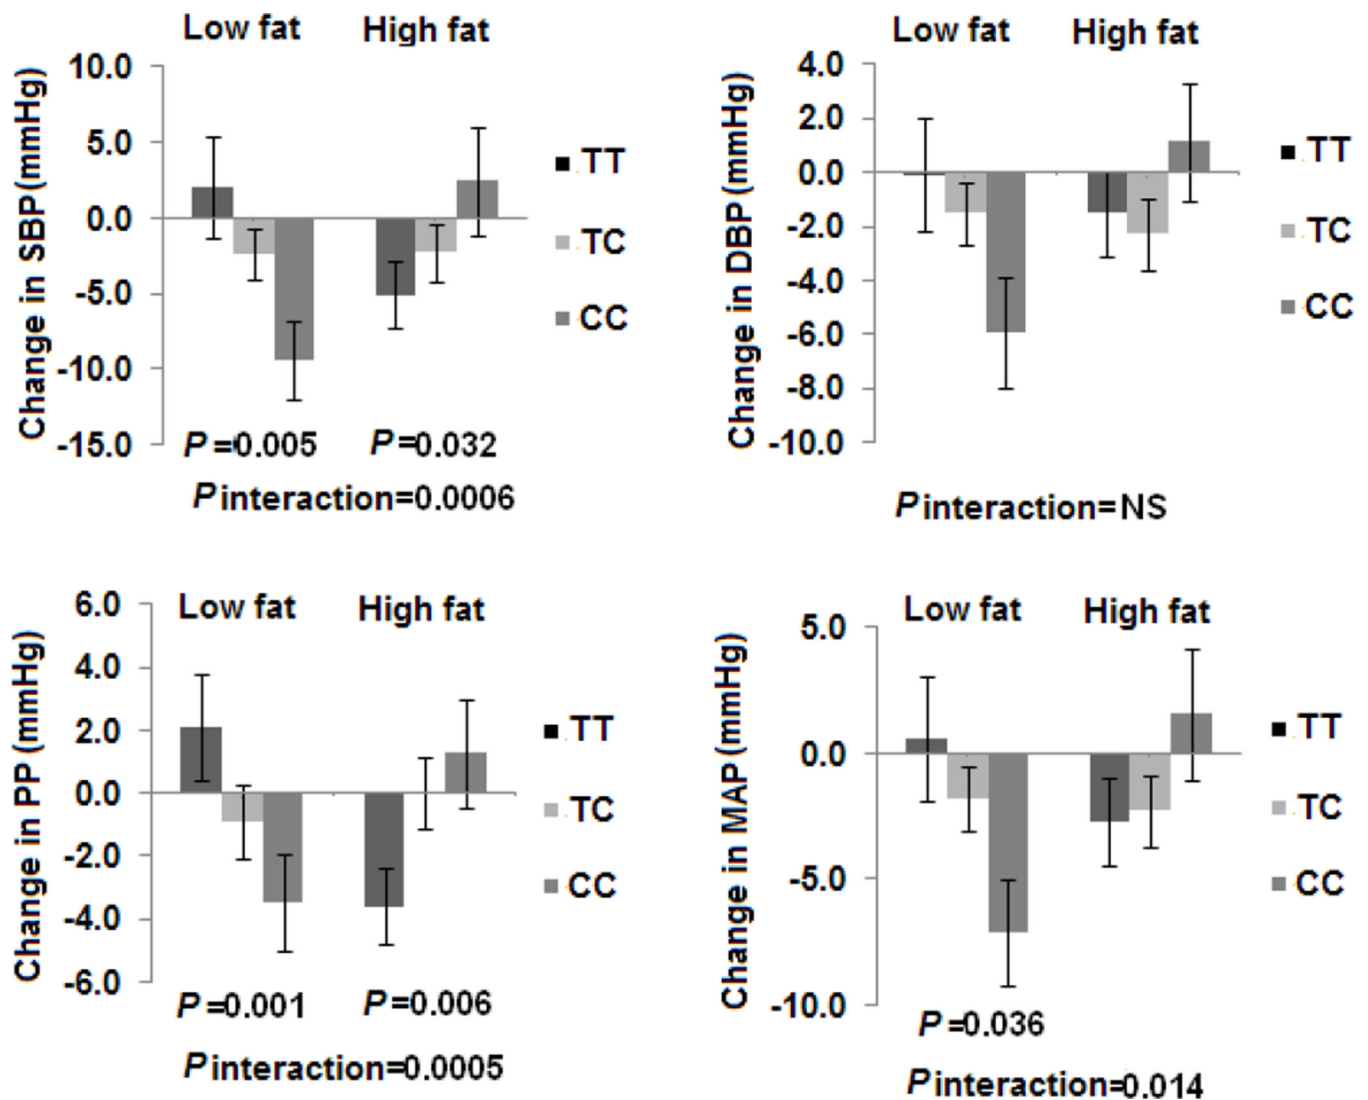 Low fat High fat
Change in SBP (mmHg)
10.0
5.0
0.0
-5.0
-10.0
-15.0
TT
TC
CC
P=0.005 P=0.032
P interaction=0.0006
Low fat High fat
Change in DBP (mmHg)
4.0
2.0
0.0
-2.0
-4.0
-6.0
-8.0
-10.0
TT
TC
CC
P interaction=NS
Low fat High fat
Change in PP (mmHg)
6.0
4.0
2.0
0.0
-2.0
-4.0
-6.0
TT
TC
CC
P=0.001 P=0.006
P interaction=0.0005
Low fat High fat
Change in MAP (mmHg)
5.0
0.0
-5.0
-10.0
TT
TC
CC
P=0.036
P interaction=0.014